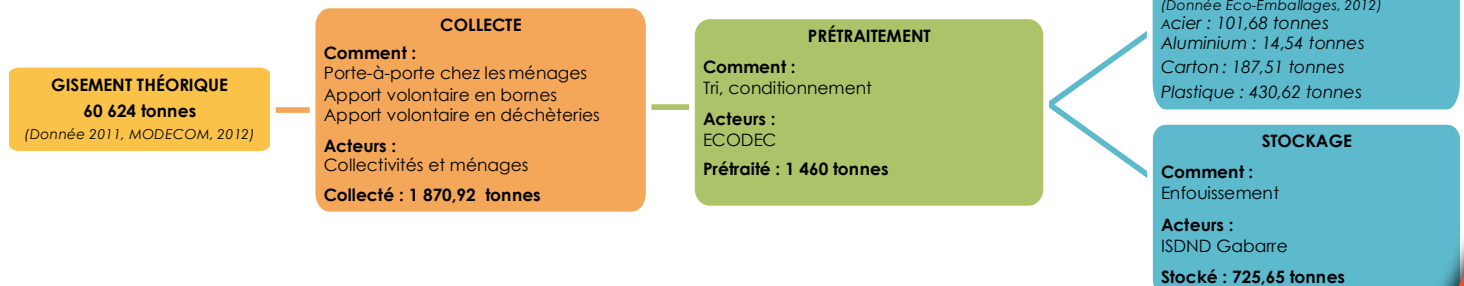 GISEMENT THÉORIQUE
60 624 tonnes
(Donnée 2011, MODECOM, 2012)
COLLECTE
Comment :
Porte-à-porte chez les ménages
Apport volontaire en bornes
Apport volontaire en déchèteries
Acteurs :
Collectivités et ménages
Collecté : 1 870,92 tonnes
PRÉTRAITEMENT
Comment :
Tri, conditionnement
Acteurs :
ECODEC
Prétraité : 1 460 tonnes
(Donnée Eco-Emballages, 2012)
Acier : 101,68 tonnes
Aluminium : 14,54 tonnes
Carton : 187,51 tonnes
Plastique : 430,62 tonnes
STOCKAGE
Comment :
Enfouissement
Acteurs :
ISDND Gabarre
Stocké : 725,65 tonnes